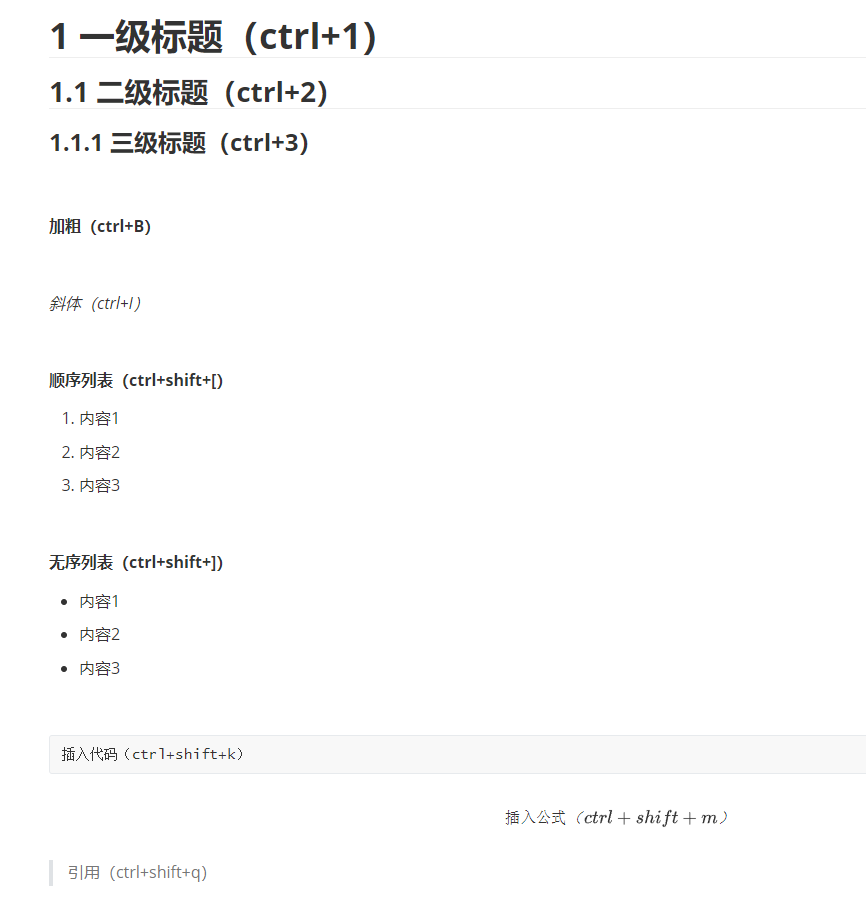 1 一级标题（ctrl+1）
1.1 二级标题（ctrl+2）
1.1.1 三级标题（ctrl+3）
加粗（ctrl+B）
斜体（ctrl+I）
顺序列表（ctrl+shift+[）
1. 内容1
2. 内容2
3. 内容3
无序列表（ctrl+shift+]）
• 内容1
• 内容2
• 内容3
插入代码（ctrl+shift+k）
插入公式（ctrl + shift + m）
引用（ctrl+shift+q）